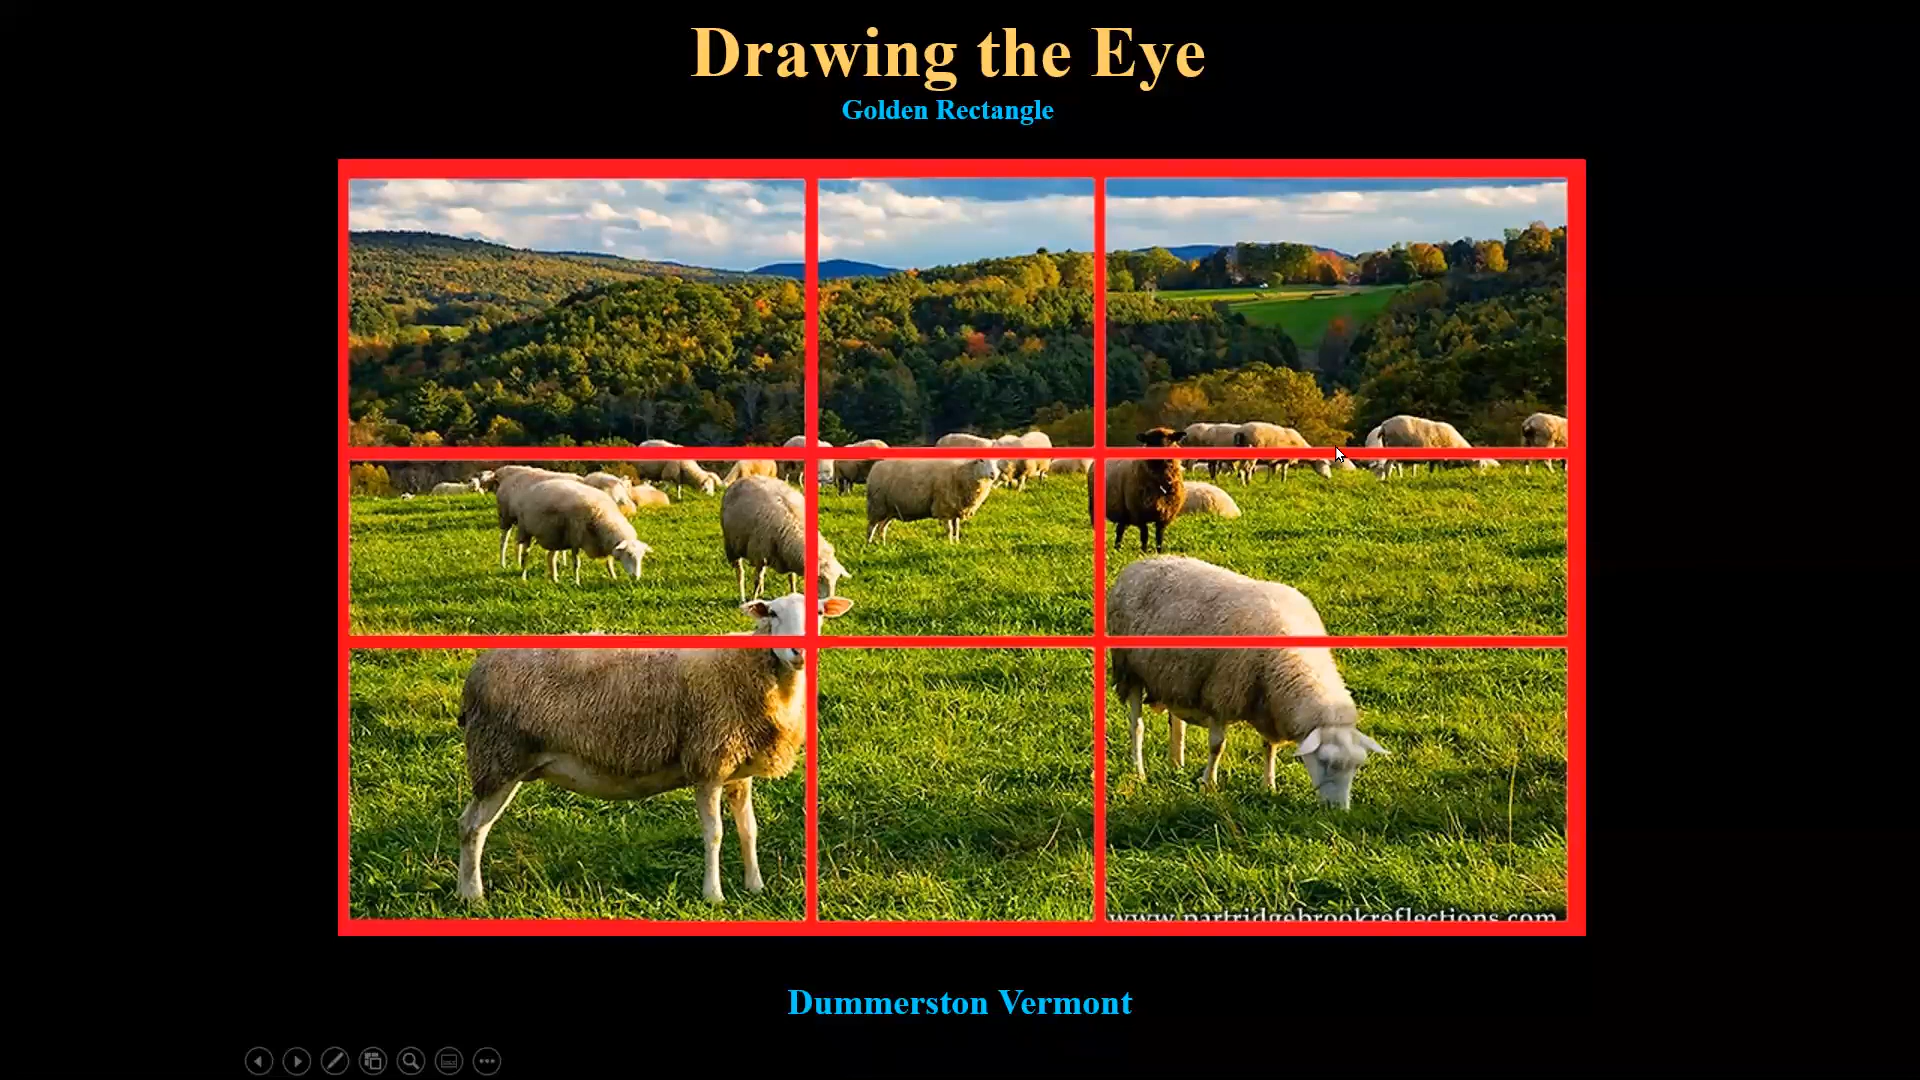 Drawing the Eye
Golden Rectangle
www.partridgebrookreflections.com
Dummerston Vermont